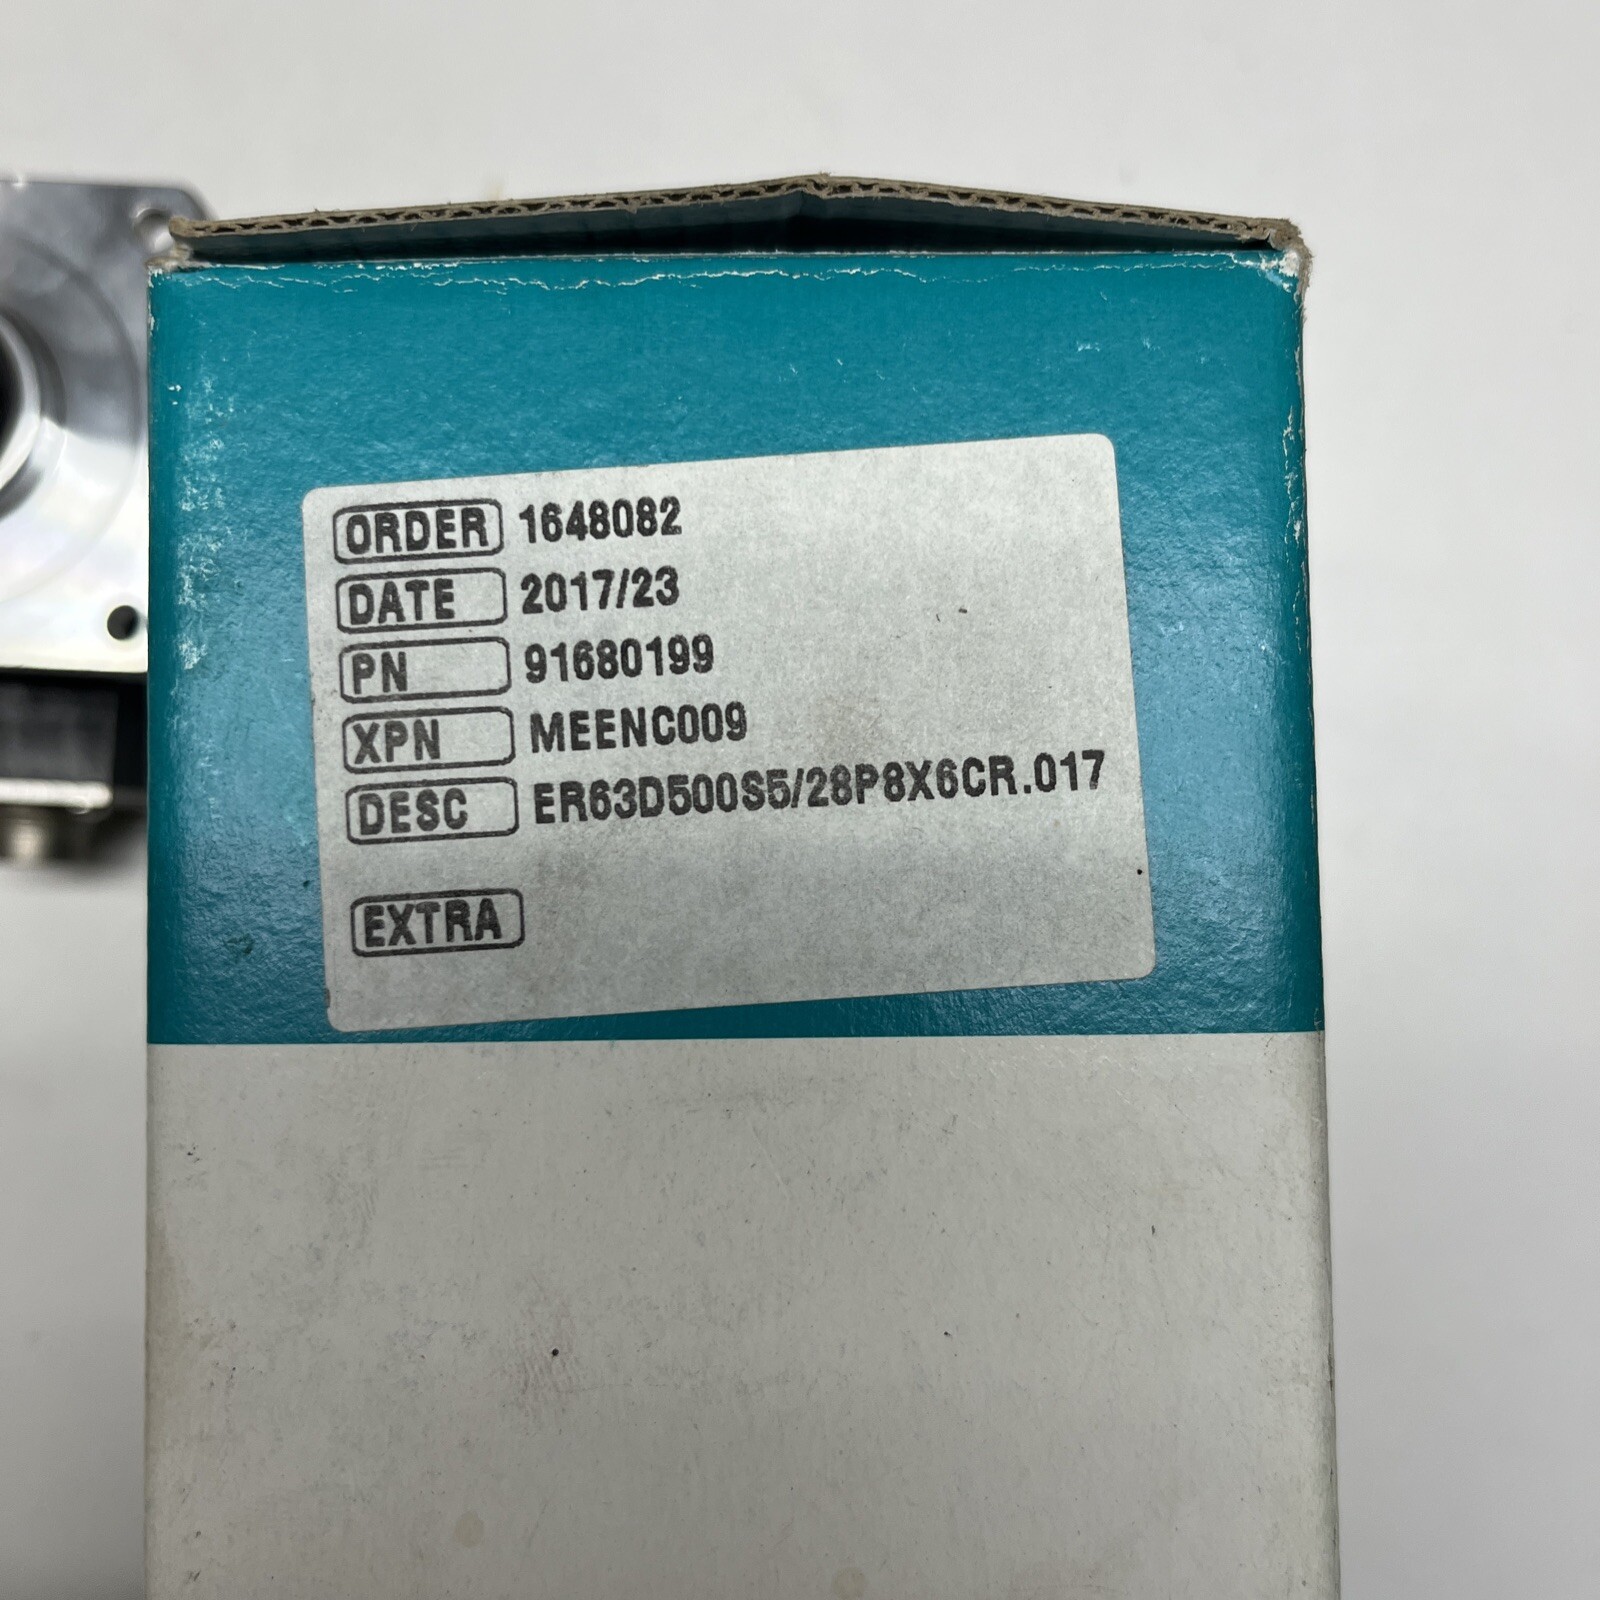 ORDER 1648082
DATE 2017/23
PN 91680199
XPN MEENC009
DESC ER63D500S5/28P8X6CR.017
EXTRA